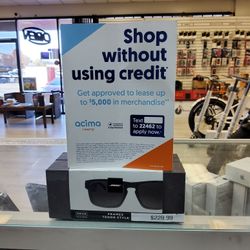 Shop
without
using credit
Get approved to lease up
to $5,000 in merchandise**
acima
Text
to 22462 to
apply now.
FRAMES
TENOR STYLE
$229.99